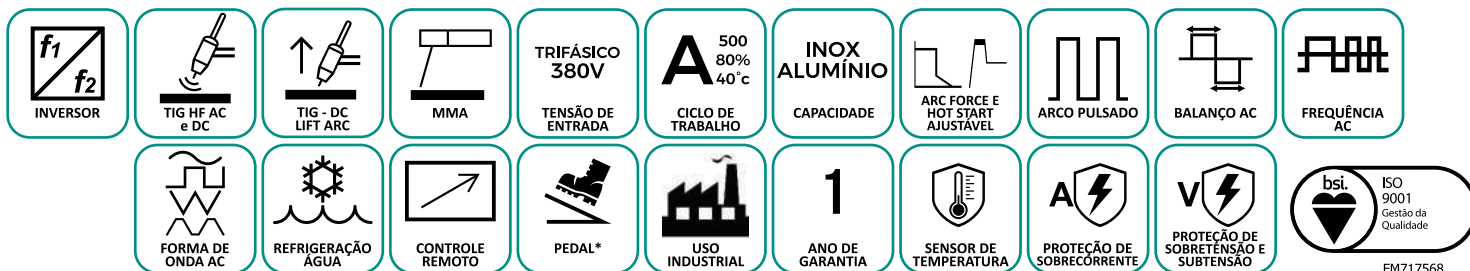 f1
f2
INVERSOR
TIG HF AC
e DC
TIG - DC
LIFT ARC
MMA
TRIFÁSICO
380V
TENSÃO DE
ENTRADA
A
500
80%
40°c
CICLO DE
TRABALHO
INOX
ALUMÍNIO
CAPACIDADE
ARC FORCE E
HOT START
AJUSTÁVEL
ARCO PULSADO
BALANÇO AC
FREQUÊNCIA
AC
FORMA DE
ONDA AC
REFRIGERAÇÃO
ÁGUA
CONTROLE
REMOTO
PEDAL*
USO
INDUSTRIAL
1
ANO DE
GARANTIA
SENSOR DE
TEMPERATURA
A
PROTEÇÃO DE
SOBRECORRENTE
V
PROTEÇÃO DE
SOBRETENSÃO E
SUBTENSÃO
bsi.
ISO
9001
Gestão da
Qualidade
FM717568